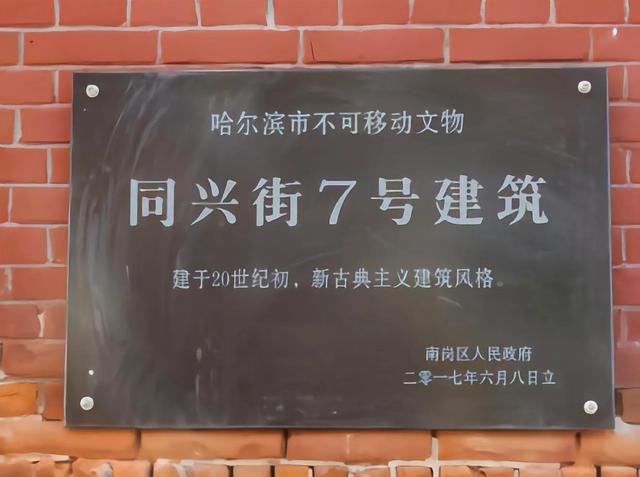 哈尔滨市不可移动文物
同兴街7号建筑
建于20世纪初，新古典主义建筑风格。
南岗区人民政府
二零一七年六月八日立